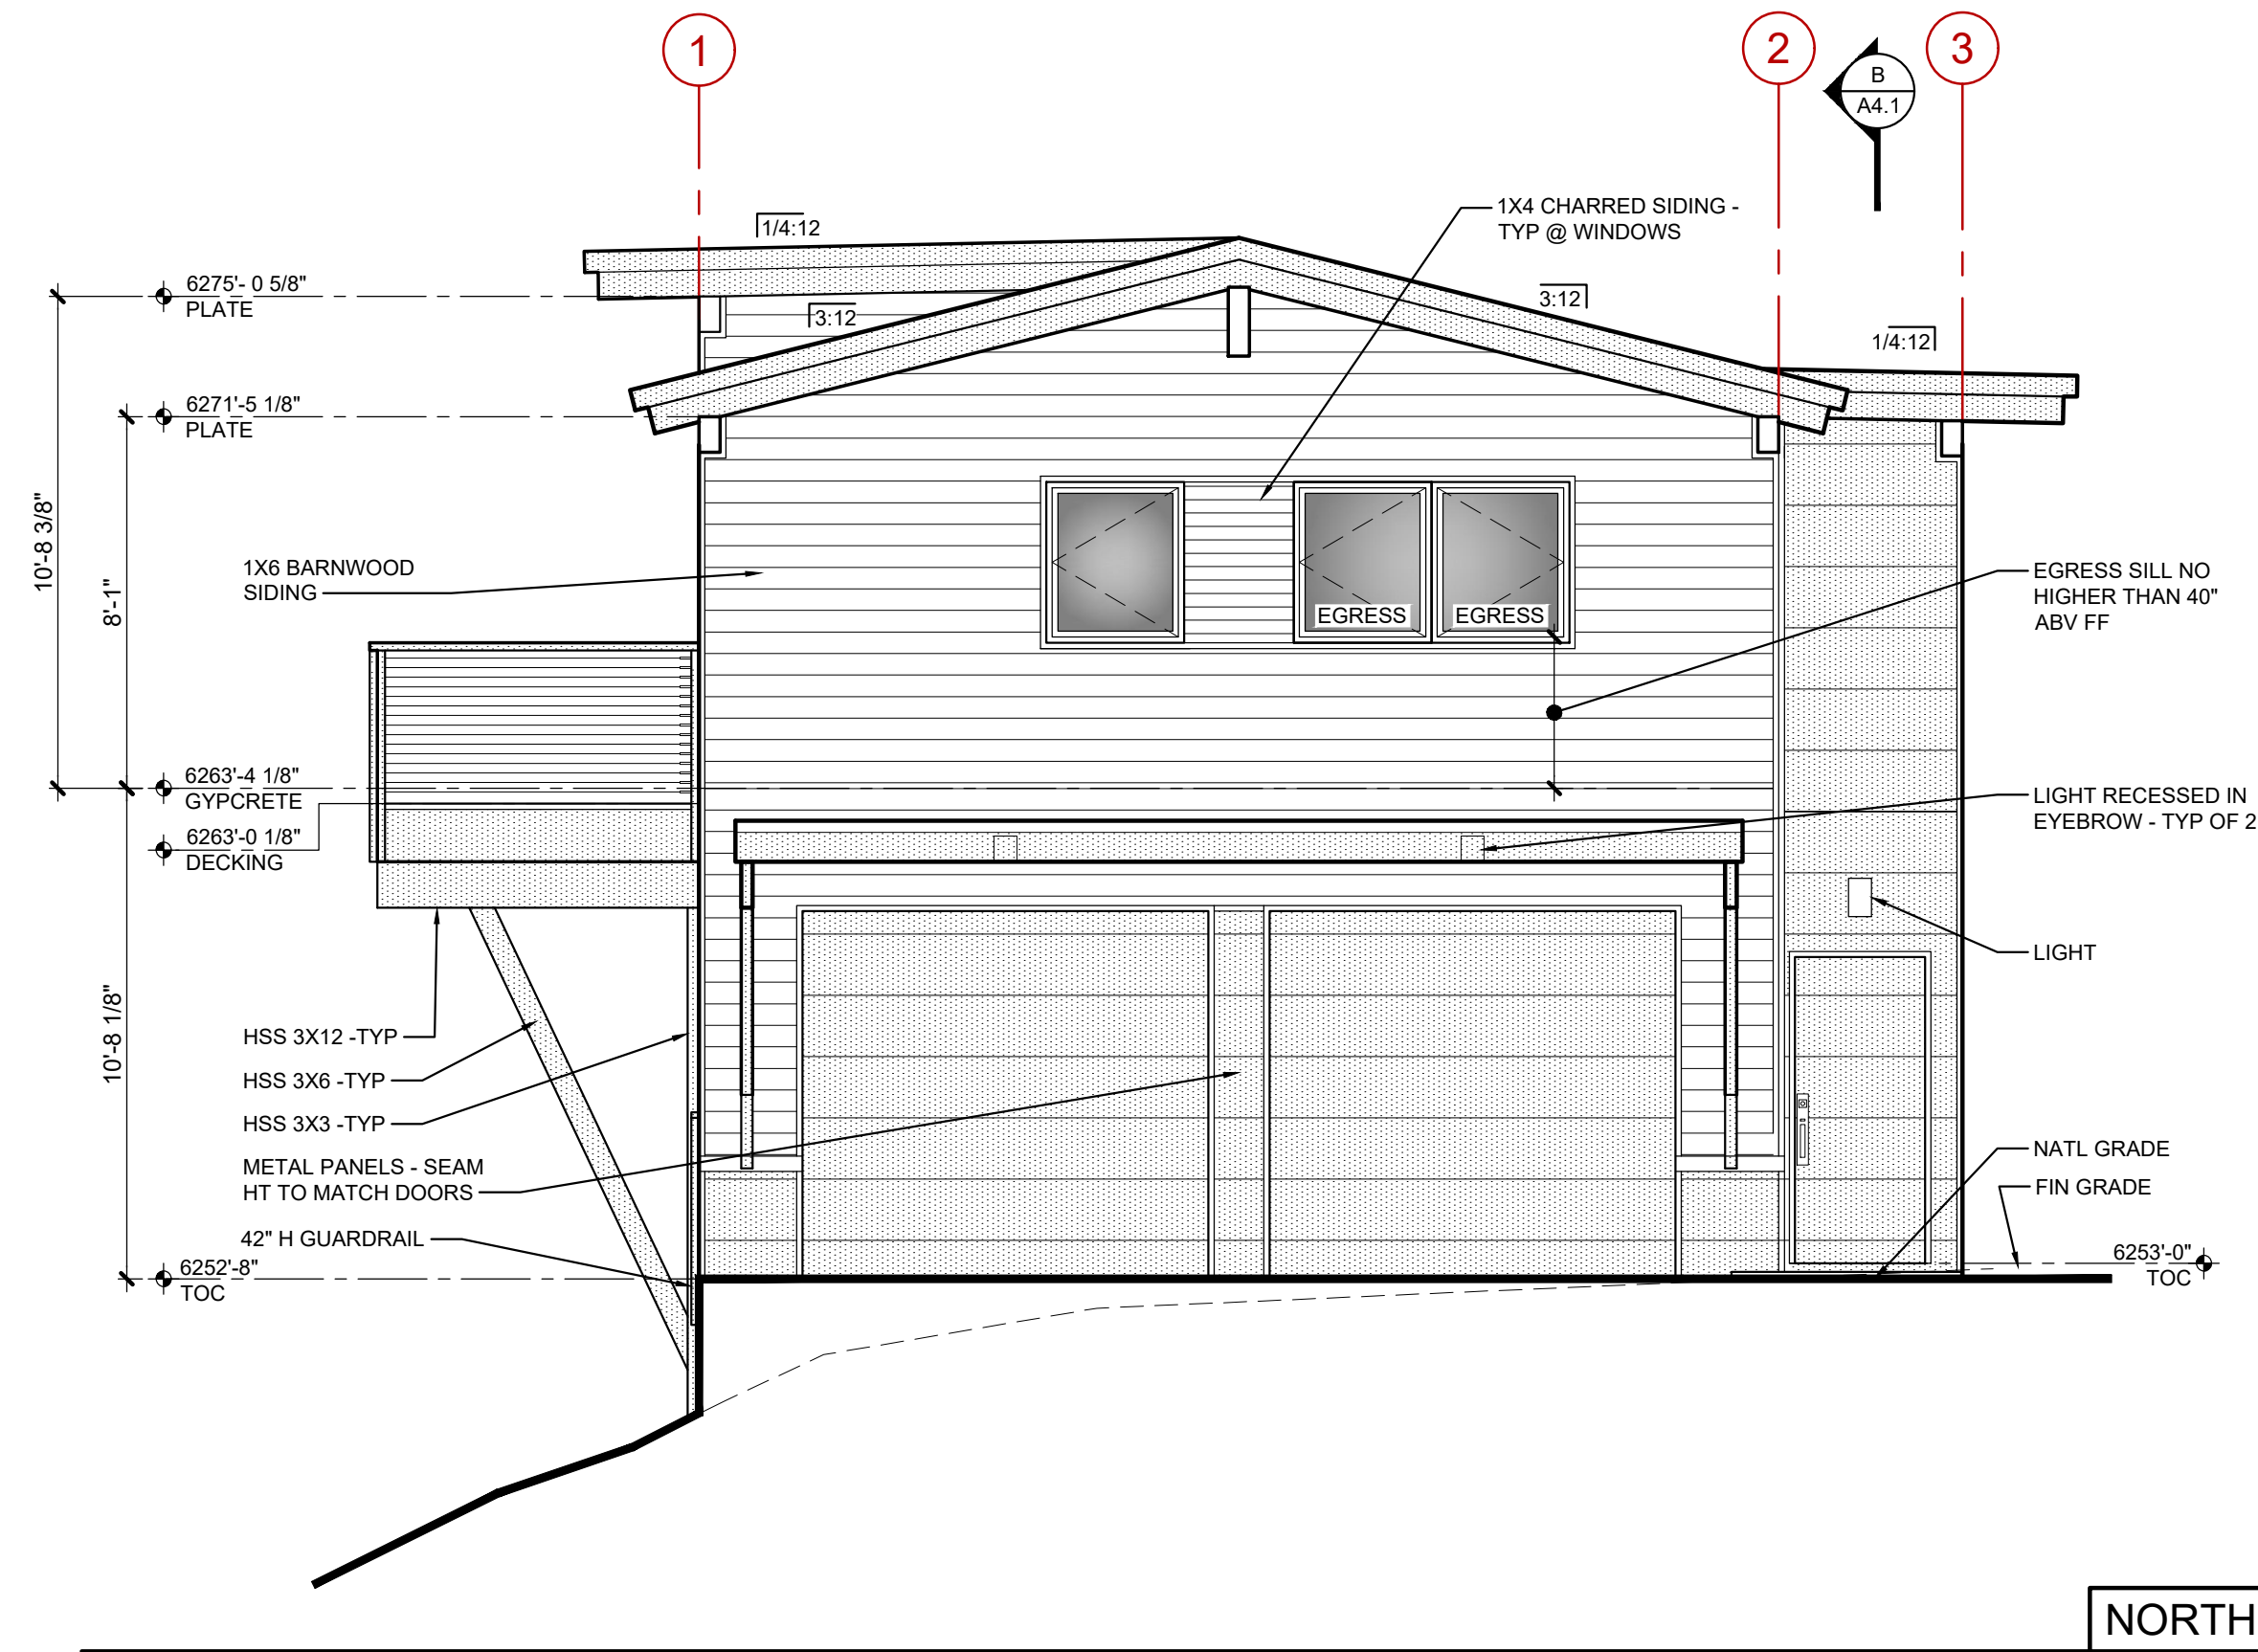 1
2
3
B
A4.1
1X4 CHARRED SIDING -
TYP @ WINDOWS
1/4:12
3:12
3:12
1/4:12
6275'- 0 5/8"
PLATE
6271'-5 1/8"
PLATE
10'-8 3/8"
8'-1"
1X6 BARNWOOD
SIDING
EGRESS
EGRESS
EGRESS SILL NO
HIGHER THAN 40"
ABV FF
6263'-4 1/8"
GYPCRETE
6263'-0 1/8"
DECKING
LIGHT RECESSED IN
EYEBROW - TYP OF 2
LIGHT
10'-8 1/8"
HSS 3X12 -TYP
HSS 3X6 -TYP
HSS 3X3 -TYP
METAL PANELS - SEAM
HT TO MATCH DOORS
42" H GUARDRAIL
6252'-8"
TOC
NATL GRADE
FIN GRADE
6253'-0"
TOC
NORTH